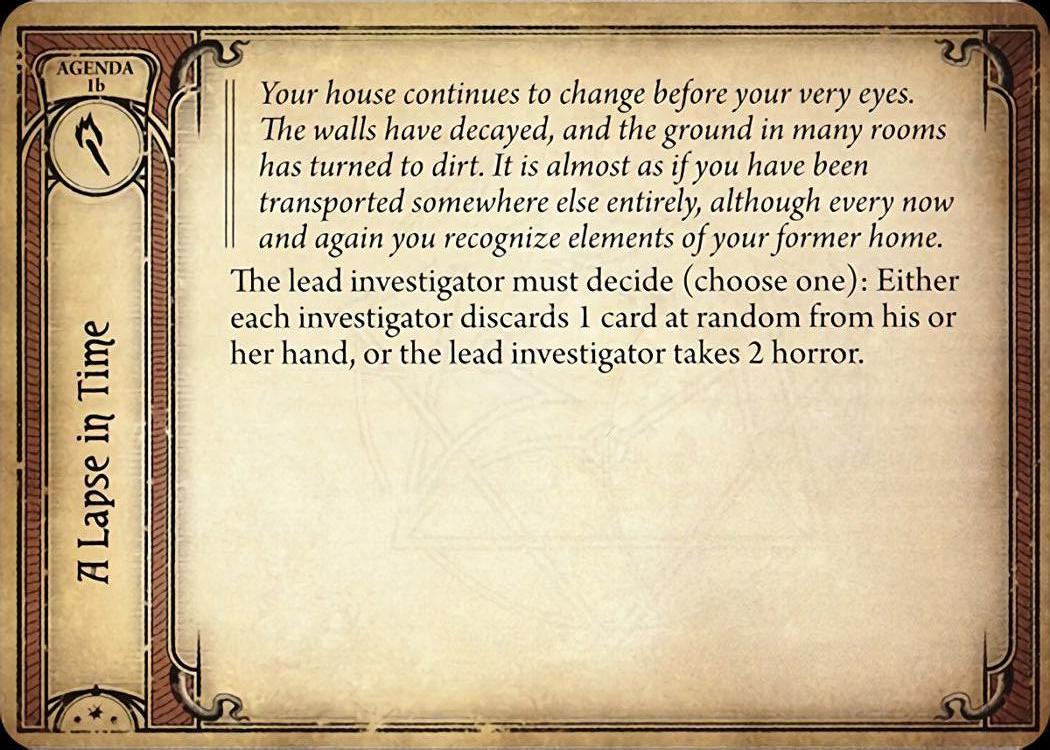 AGENDA
1b
A Lapse in Time
Your house continues to change before your very eyes.
The walls have decayed, and the ground in many rooms
has turned to dirt. It is almost as if you have been
transported somewhere else entirely, although every now
and again you recognize elements of your former home.
The lead investigator must decide (choose one): Either
each investigator discards 1 card at random from his or
her hand, or the lead investigator takes 2 horror.